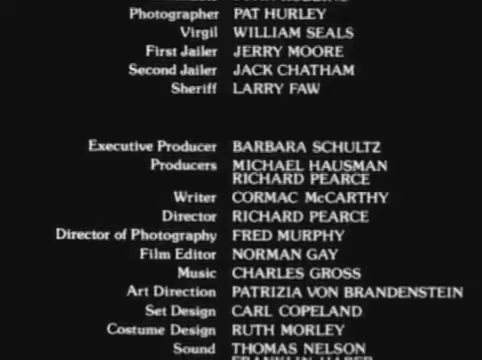 Photographer PAT HURLEY
Virgil WILLIAM SEALS
First Jailer JERRY MOORE
Second Jailer JACK CHATHAM
Sheriff LARRY FAW
Executive Producer BARBARA SCHULTZ
Producers MICHAEL HAUSMAN
RICHARD PEARCE
Writer CORMAC McCARTHY
Director RICHARD PEARCE
Director of Photography FRED MURPHY
Film Editor NORMAN GAY
Music CHARLES GROSS
Art Direction PATRIZIA VON BRANDENSTEIN
Set Design CARL COPELAND
Costume Design RUTH MORLEY
Sound THOMAS NELSON